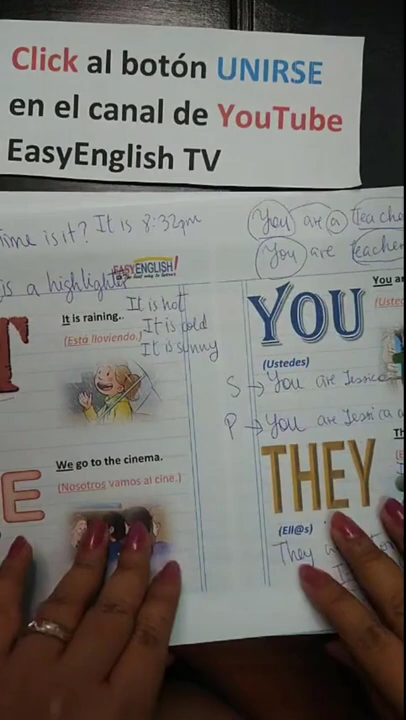 Click al botón UNIRSE
en el canal de YouTube
EasyEnglish TV
Time is it? It is 8:32pm
You are a teacher
is a highlighter
EASYENGLISH!
You are teacher
It is raining..
(Está lloviendo.)
It is hot
It is cold
It is sunny
YOU
(Ustedes)
S → You are Jessica
P → You are Jessica a
We go to the cinema.
(Nosotros vamos al cine.)
E
THEY
(Ell@s)
They